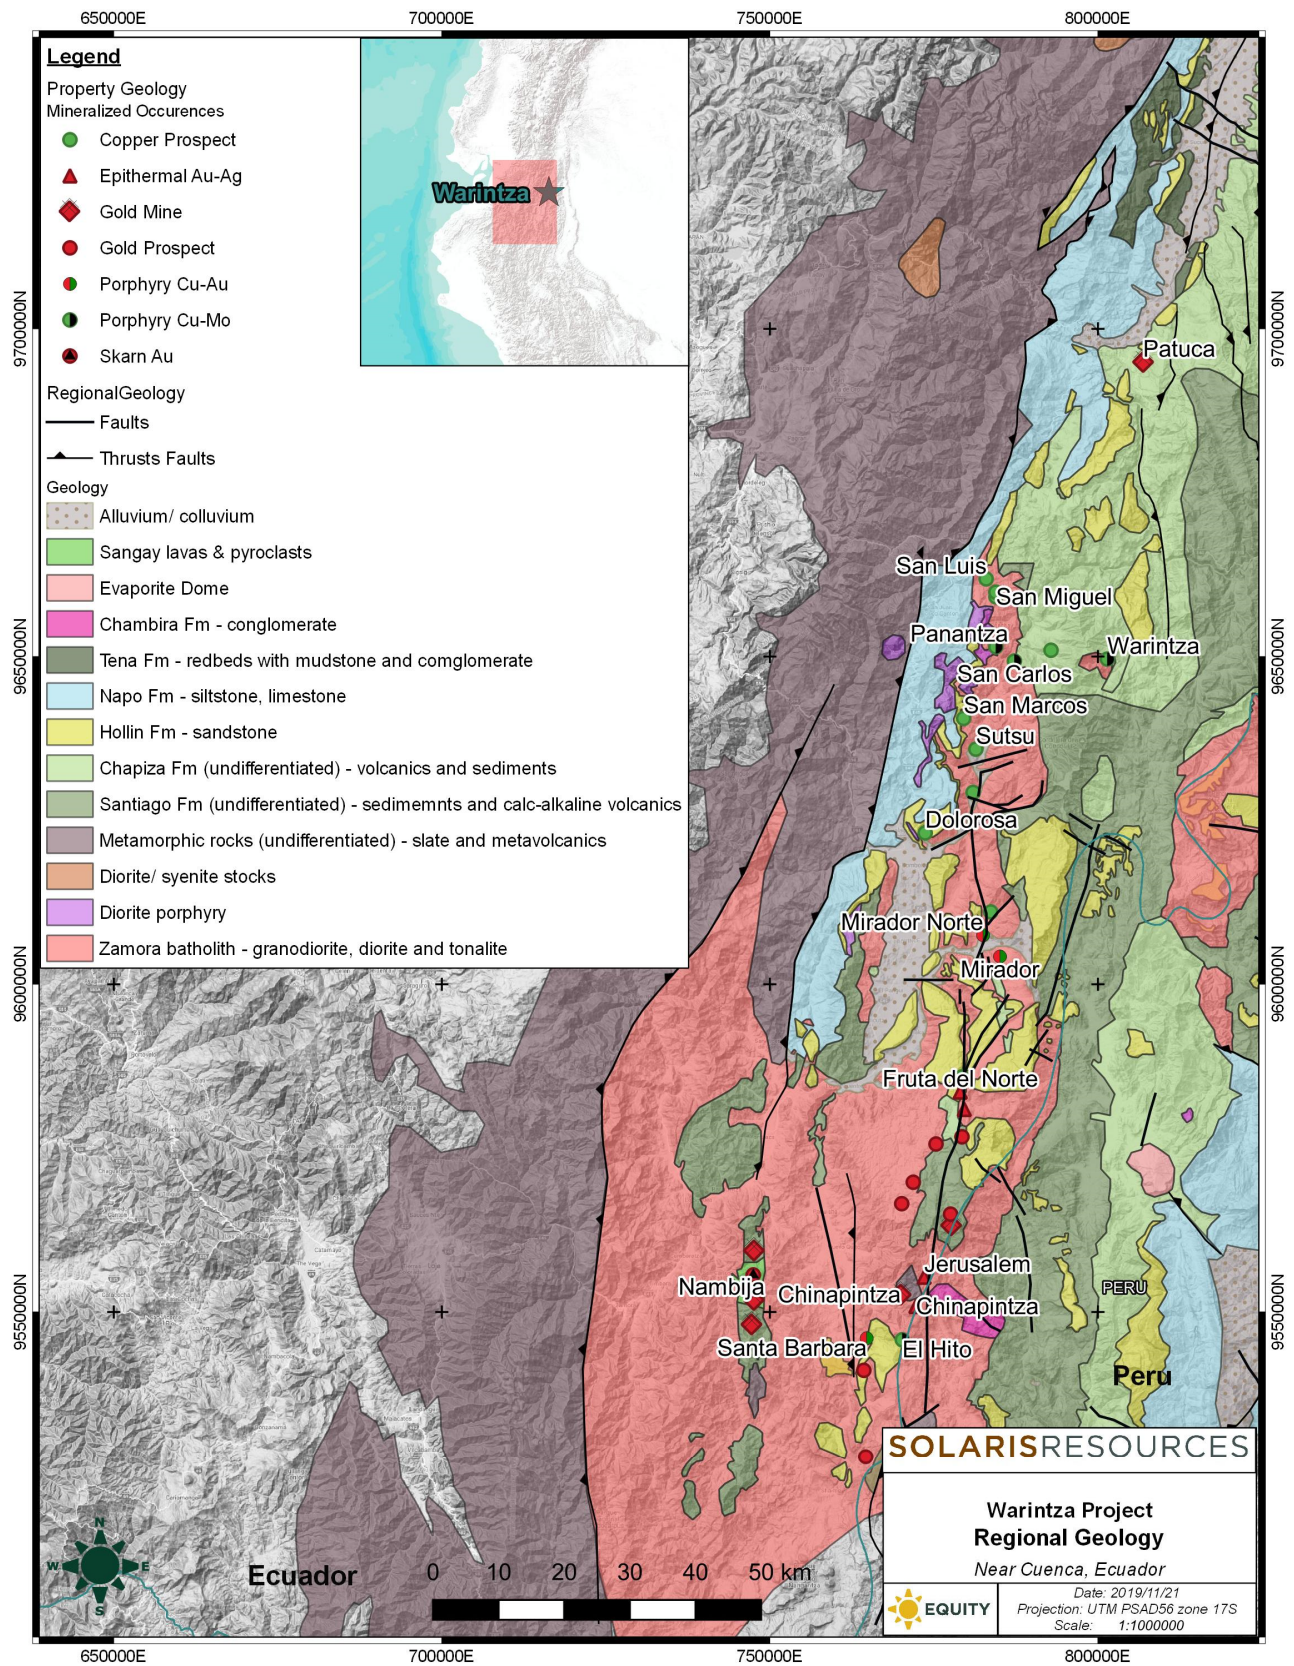 650000E 700000E 750000E 800000E
Legend
Property Geology
Mineralized Occurences
Copper Prospect
Epithermal Au-Ag
Gold Mine
Gold Prospect
Porphyry Cu-Au
Porphyry Cu-Mo
Skarn Au
RegionalGeology
Faults
Thrusts Faults
Geology
Alluvium/ colluvium
Sangay lavas & pyroclasts
Evaporite Dome
Chambira Fm - conglomerate
Tena Fm - redbeds with mudstone and comglomerate
Napo Fm - siltstone, limestone
Hollin Fm - sandstone
Chapiza Fm (undifferentiated) - volcanics and sediments
Santiago Fm (undifferentiated) - sedimemnts and calc-alkaline volcanics
Metamorphic rocks (undifferentiated) - slate and metavolcanics
Diorite/ syenite stocks
Diorite porphyry
Zamora batholith - granodiorite, diorite and tonalite
Warintza
9700000N
9650000N
9600000N
9550000N
9700000N
9650000N
9600000N
9550000N
Patuca
San Luis
San Miguel
Panantza
Warintza
San Carlos
San Marcos
Sutsu
Dolorosa
Mirador Norte
Mirador
Fruta del Norte
Jerusalem
Nambija
Chinapintza
Chinapintza
Santa Barbara
El Hito
PERU
Peru
Ecuador
N
W E
S
0 10 20 30 40 50 km
SOLARISRESOURCES
Warintza Project
Regional Geology
Near Cuenca, Ecuador
EQUITY
Date: 2019/11/21
Projection: UTM PSAD56 zone 17S
Scale: 1:1000000
650000E 700000E 750000E 800000E